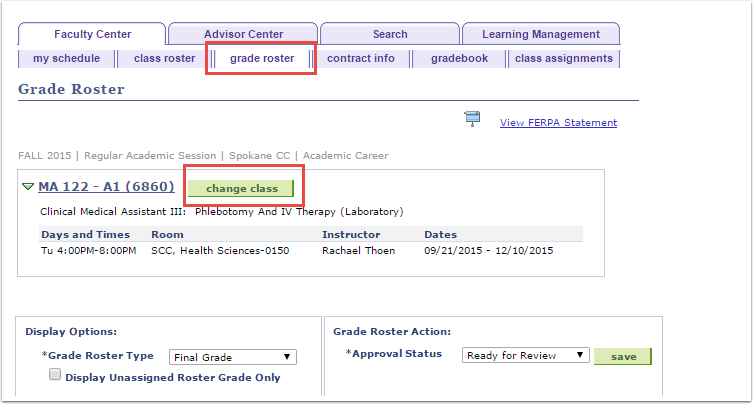 Faculty Center Advisor Center Search Learning Management
my schedule class roster grade roster contract info gradebook class assignments
Grade Roster
View FERPA Statement
FALL 2015 | Regular Academic Session | Spokane CC | Academic Career
MA 122 - A1 (6860) change class
Clinical Medical Assistant III: Phlebotomy And IV Therapy (Laboratory)
Days and Times Room Instructor Dates
Tu 4:00PM-8:00PM SCC, Health Sciences-0150 Rachael Thoen 09/21/2015 - 12/10/2015
Display Options: Grade Roster Action:
*Grade Roster Type Final Grade *Approval Status Ready for Review save
Display Unassigned Roster Grade Only